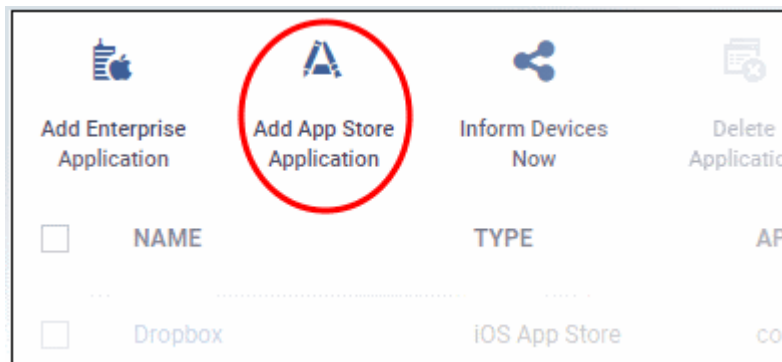 Add Enterprise Application
Add App Store Application
Inform Devices Now
Delete
NAME TYPE
Dropbox iOS App Store